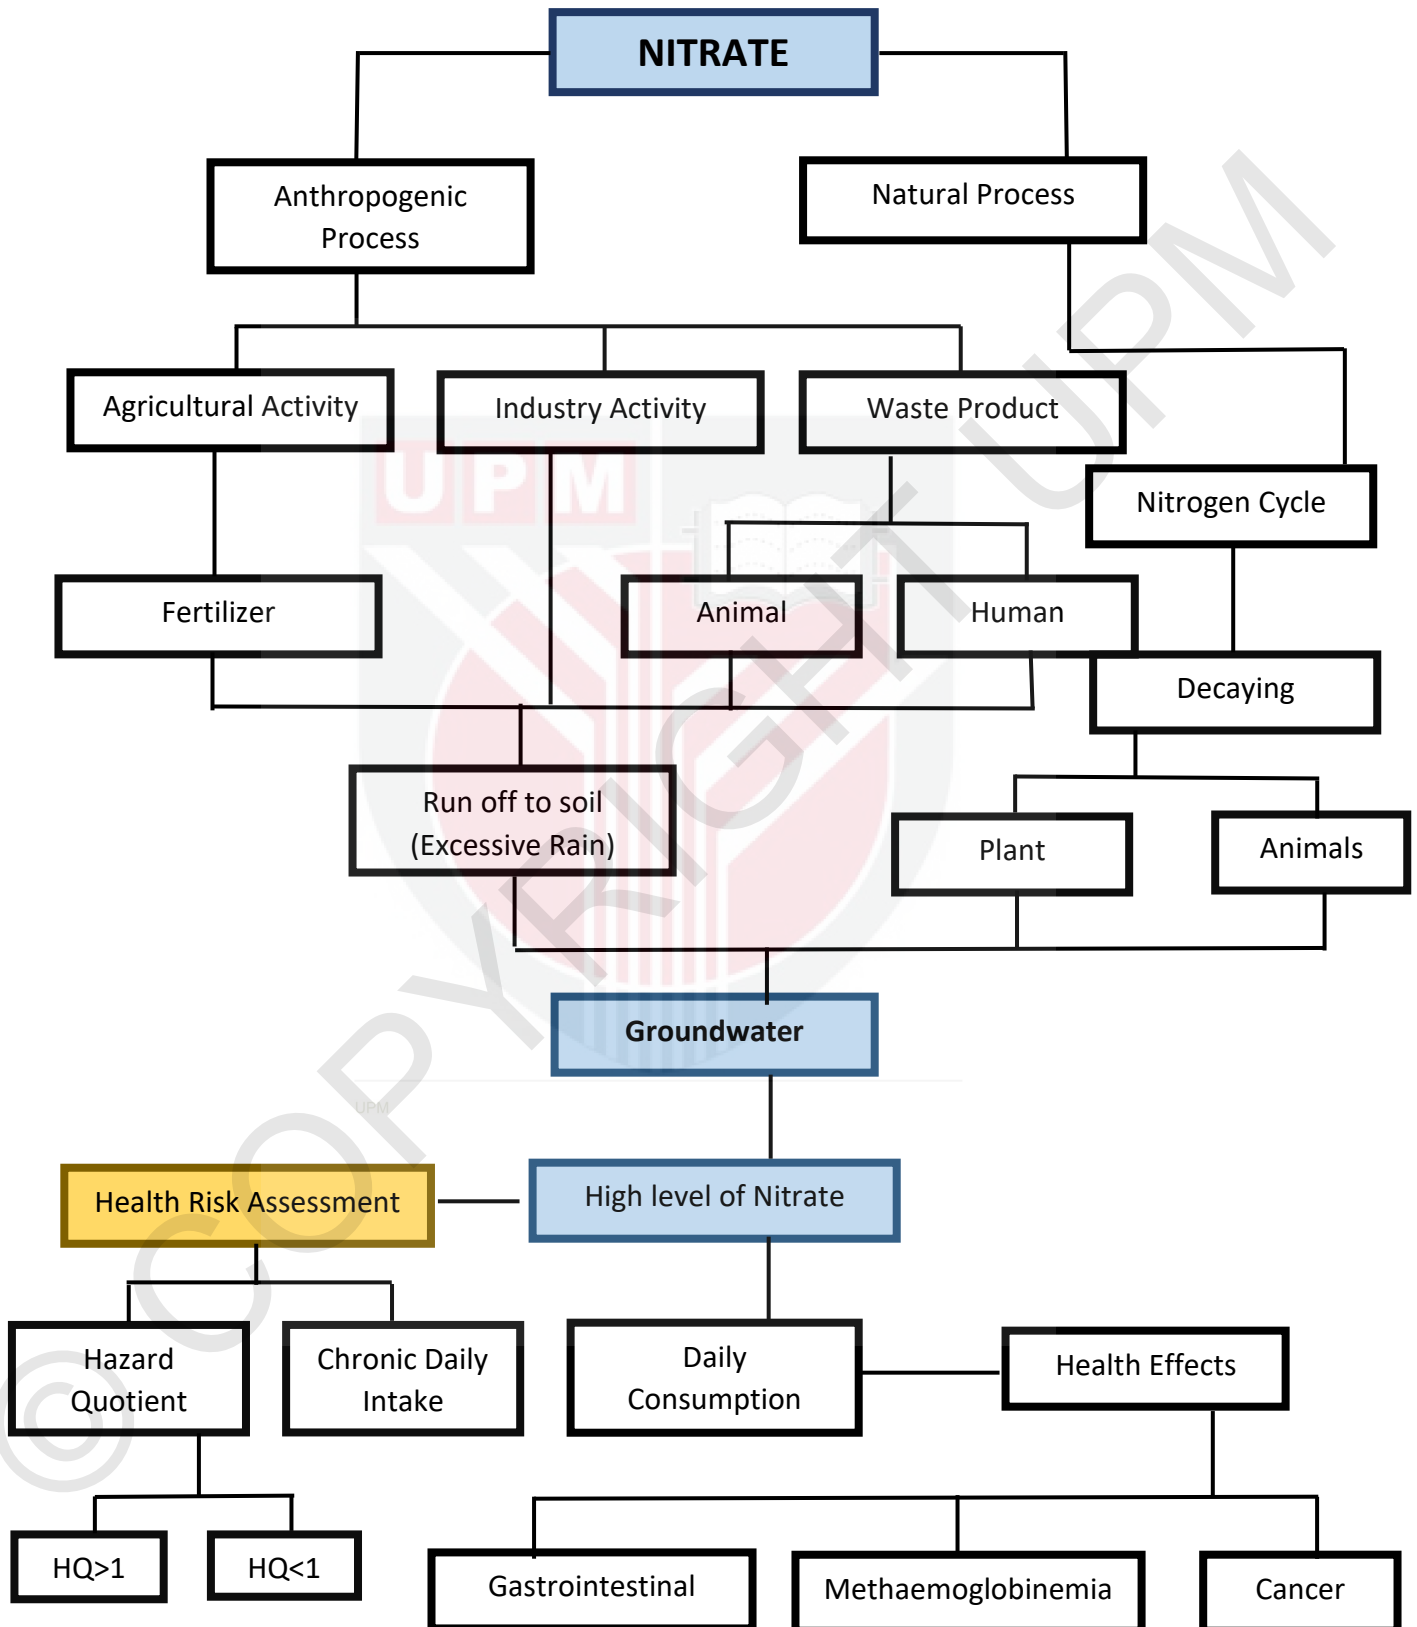 NITRATE
Anthropogenic
Process
Natural Process
Agricultural Activity
Industry Activity
Waste Product
UPM
Nitrogen Cycle
Fertilizer
Animal
Human
Decaying
Run off to soil
(Excessive Rain)
Plant
Animals
Groundwater
UPM
Health Risk Assessment
High level of Nitrate
Hazard
Quotient
Chronic Daily
Intake
Daily
Consumption
Health Effects
HQ>1
HQ<1
Gastrointestinal
Methaemoglobinemia
Cancer
© COPYRIGHT UPM